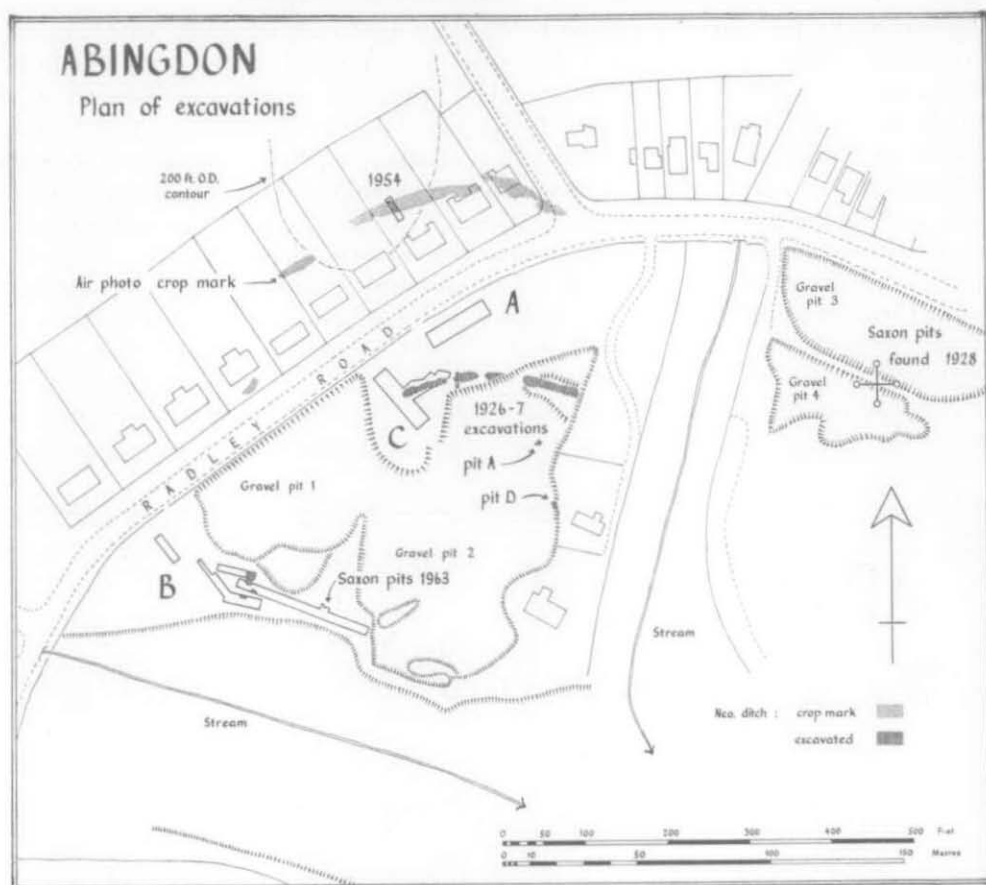 ABINGDON
Plan of excavations
200 ft. O.D.
contour
1954
Air photo crop mark
A
Gravel
pit 3
Saxon pits
found 1928
Gravel
pit 4
RADLEY ROAD
C
1926-7
excavations
pit A
pit D
Gravel pit 1
Gravel pit 2
B
Saxon pits 1963
Stream
Stream
Neo. ditch : crop mark
excavated
0 50 100 200 300 400 500 Feet
0 10 50 100 150 Metres